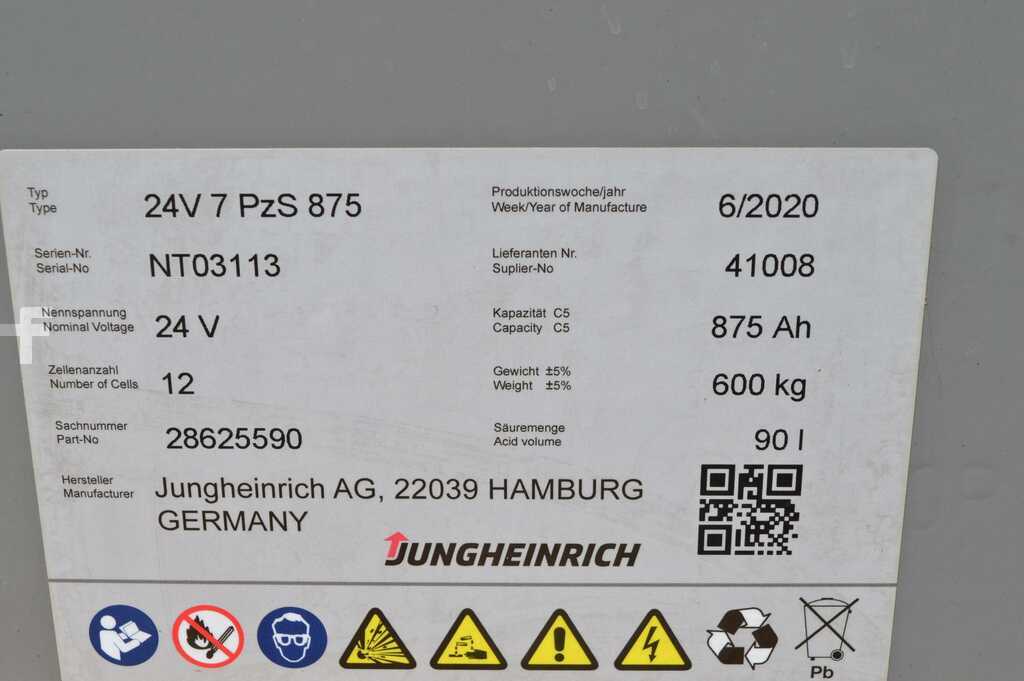 Typ
Type
24V 7 PzS 875
Produktionswoche/jahr
Week/Year of Manufacture
6/2020
Serien-Nr.
Serial-No
NT03113
Lieferanten Nr.
Suplier-No
41008
Nennspannung
Nominal Voltage
24 V
Kapazität C5
Capacity C5
875 Ah
Zellenanzahl
Number of Cells
12
Gewicht ±5%
Weight ±5%
600 kg
Sachnummer
Part-No
28625590
Säuremenge
Acid volume
90 l
Hersteller
Manufacturer
Jungheinrich AG, 22039 HAMBURG
GERMANY
JUNGHEINRICH
Pb
f